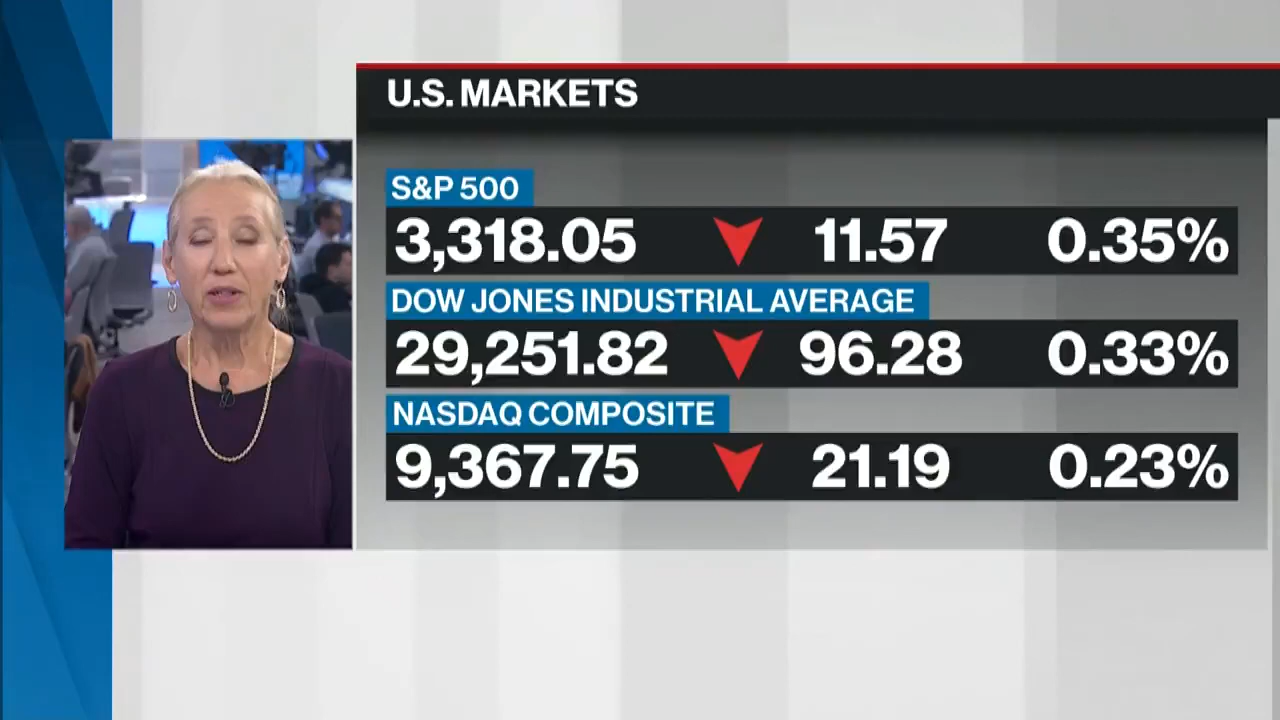 U.S. MARKETS
S&P 500
3,318.05 11.57 0.35%
DOW JONES INDUSTRIAL AVERAGE
29,251.82 96.28 0.33%
NASDAQ COMPOSITE
9,367.75 21.19 0.23%